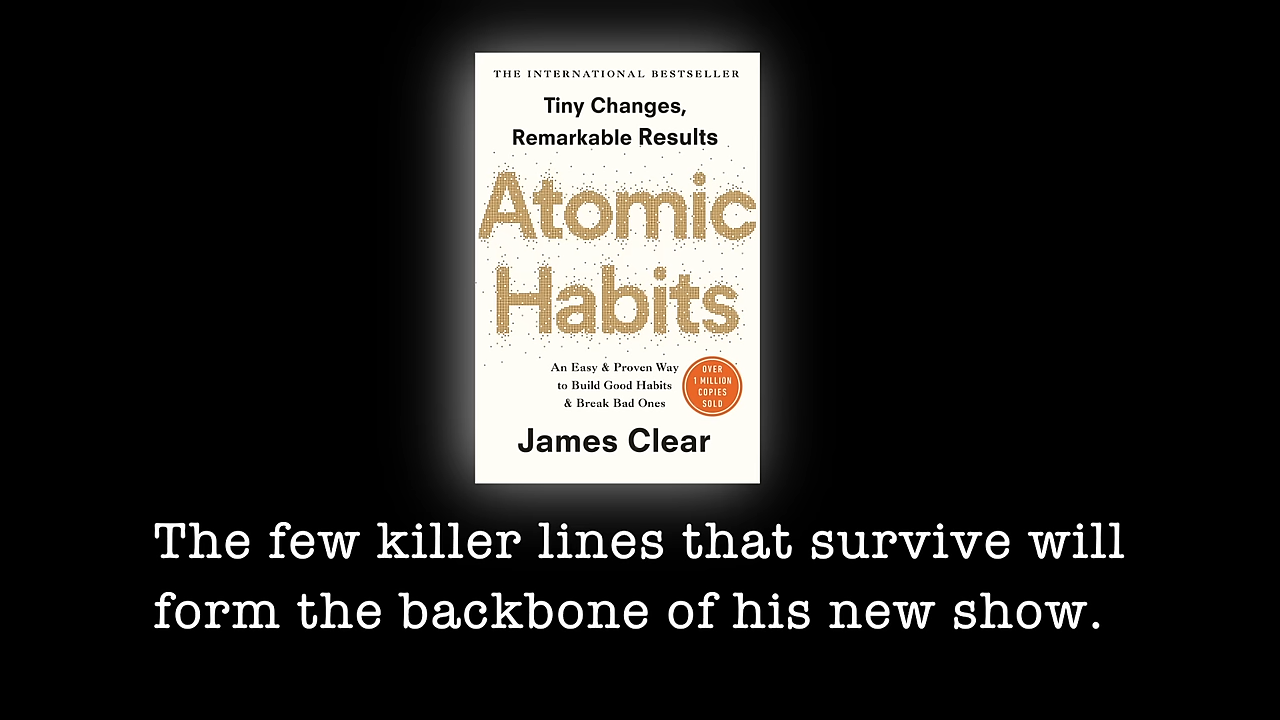 THE INTERNATIONAL BESTSELLER
Tiny Changes,
Remarkable Results
Atomic
Habits
An Easy & Proven Way
to Build Good Habits
& Break Bad Ones
OVER
1 MILLION
COPIES
SOLD
James Clear
The few killer lines that survive will
form the backbone of his new show.